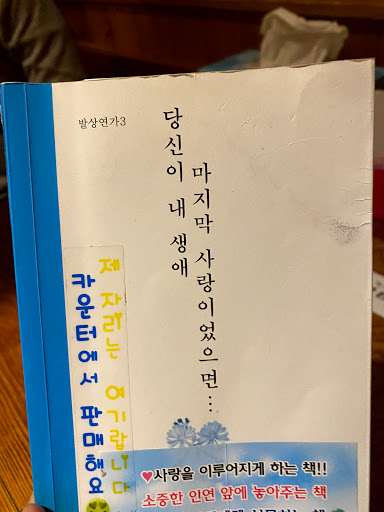 발상연가3
당신이 내 생애
마지막 사랑이었으면...
제 자리는 여기랍니다
카운터에서 판매해요
♥사랑을 이루어지게 하는 책!!
소중한 인연 앞에 놓아주는 책